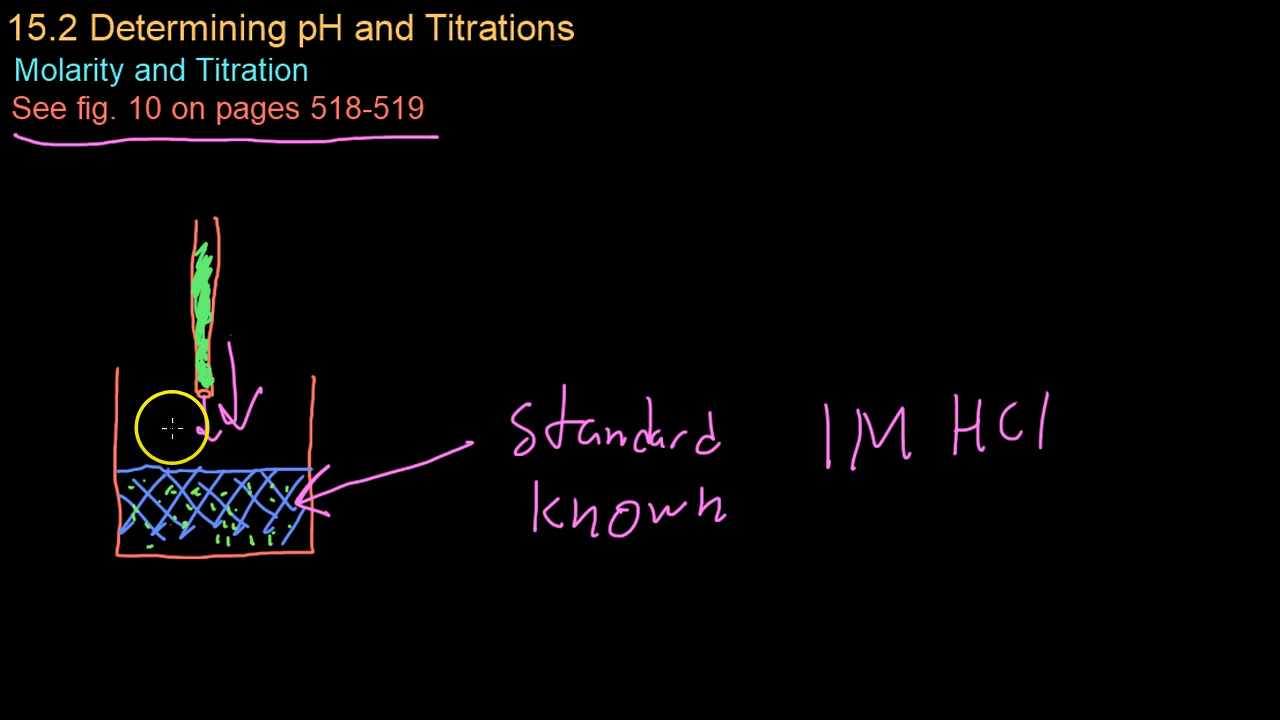 15.2 Determining pH and Titrations
Molarity and Titration
See fig. 10 on pages 518-519
Standard 1M HCl
Known